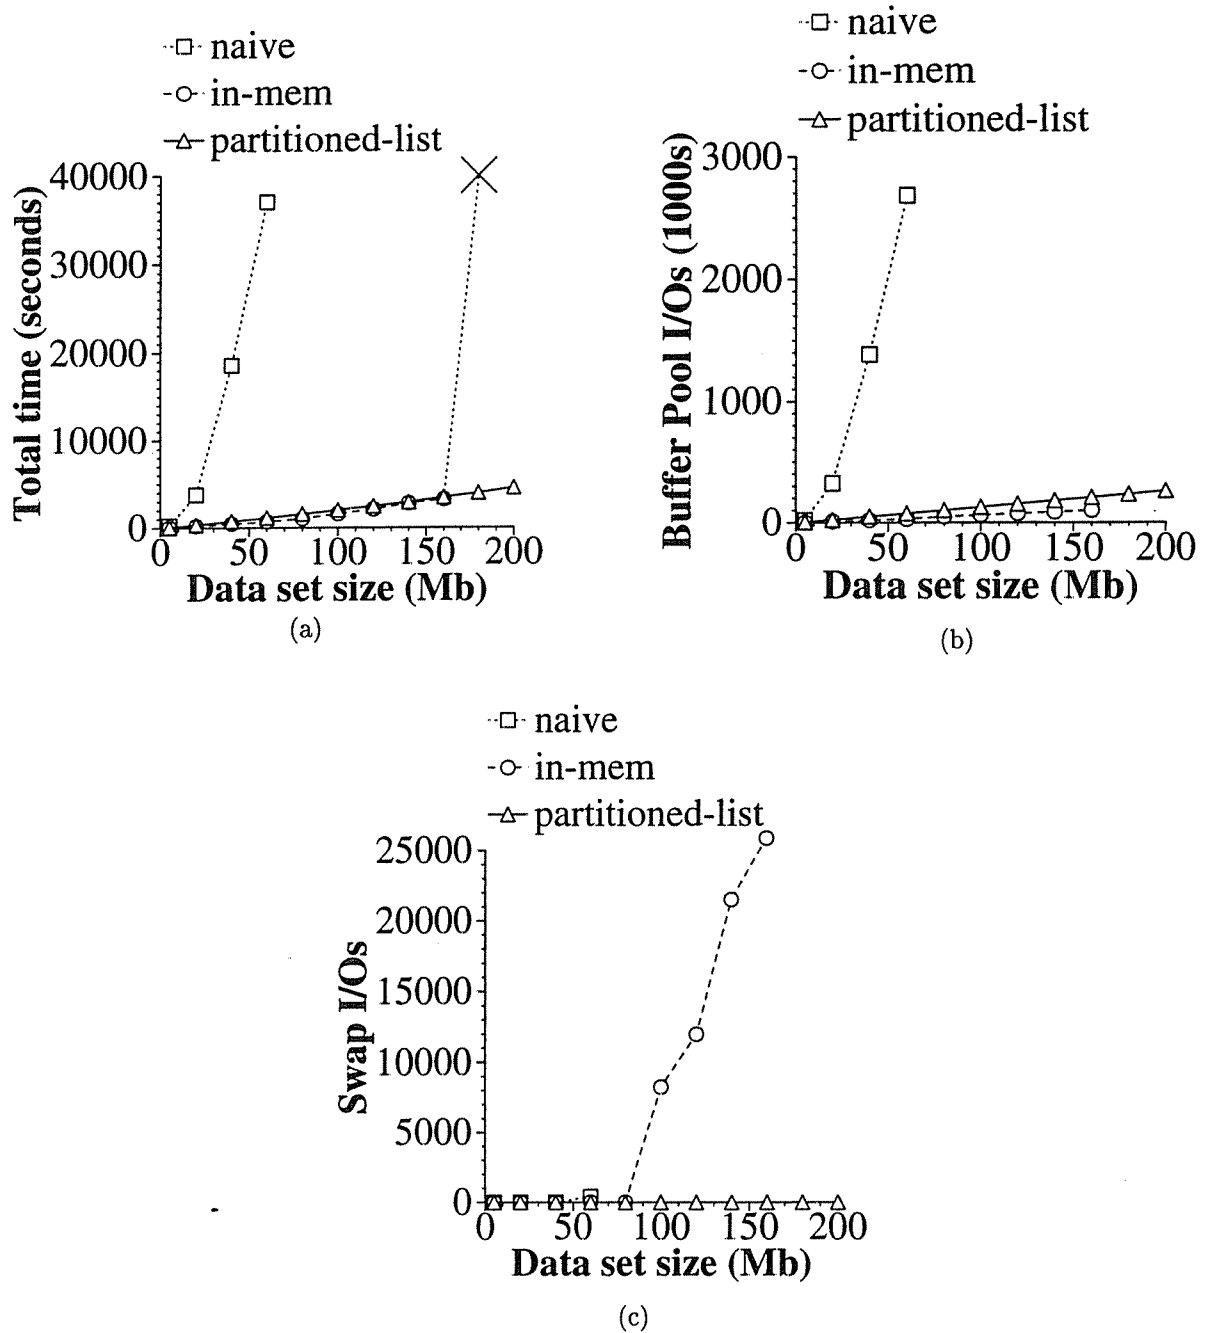 naive
in-mem
partitioned-list
40000
30000
20000
10000
0
0 50 100 150 200
Total time (seconds)
Data set size (Mb)
(a)
naive
in-mem
partitioned-list
3000
2000
1000
0
0 50 100 150 200
Buffer Pool I/Os (1000s)
Data set size (Mb)
(b)
naive
in-mem
partitioned-list
25000
20000
15000
10000
5000
0
0 50 100 150 200
Swap I/Os
Data set size (Mb)
(c)